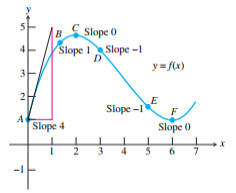 y
5
B
C
Slope 0
4
Slope 1
D
Slope −1
3
y = f(x)
2
Slope −1
E
F
A
Slope 4
Slope 0
1
2
3
4
5
6
7
x
−1